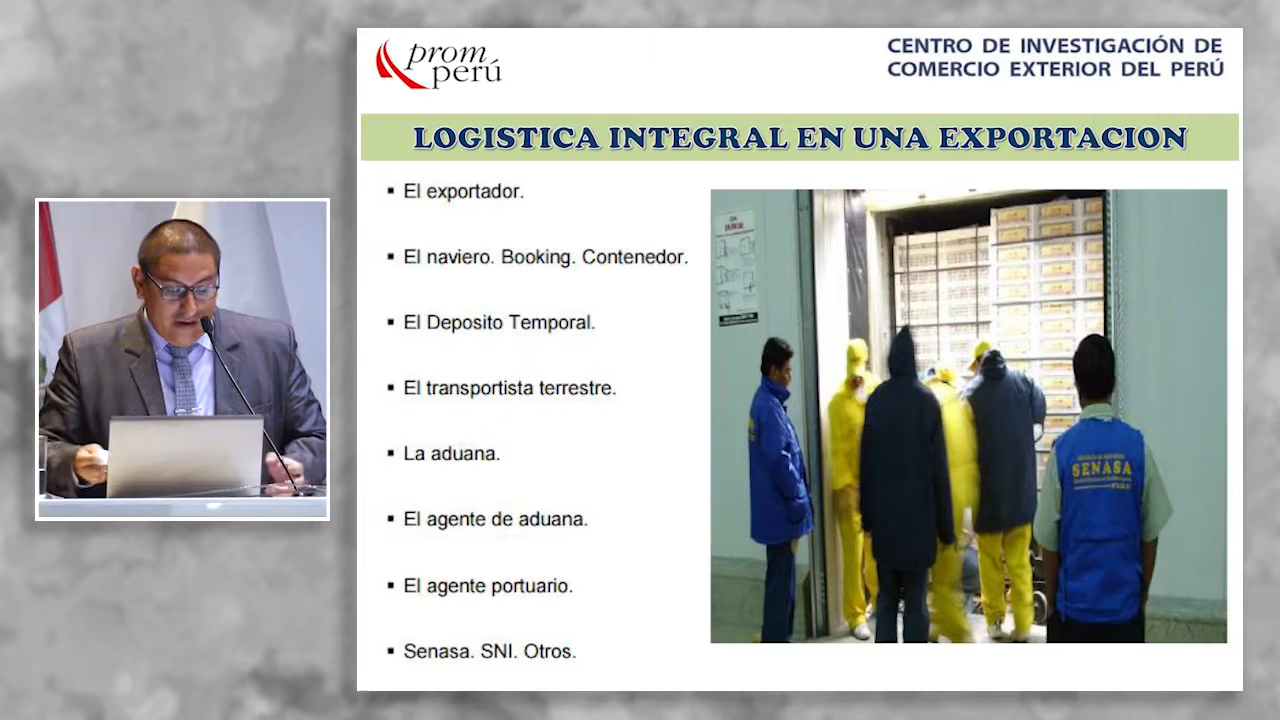 prom
perú
CENTRO DE INVESTIGACIÓN DE
COMERCIO EXTERIOR DEL PERÚ
LOGISTICA INTEGRAL EN UNA EXPORTACION
▪ El exportador.
▪ El naviero. Booking. Contenedor.
▪ El Deposito Temporal.
▪ El transportista terrestre.
▪ La aduana.
▪ El agente de aduana.
▪ El agente portuario.
▪ Senasa. SNI. Otros.
SENASA
PERU